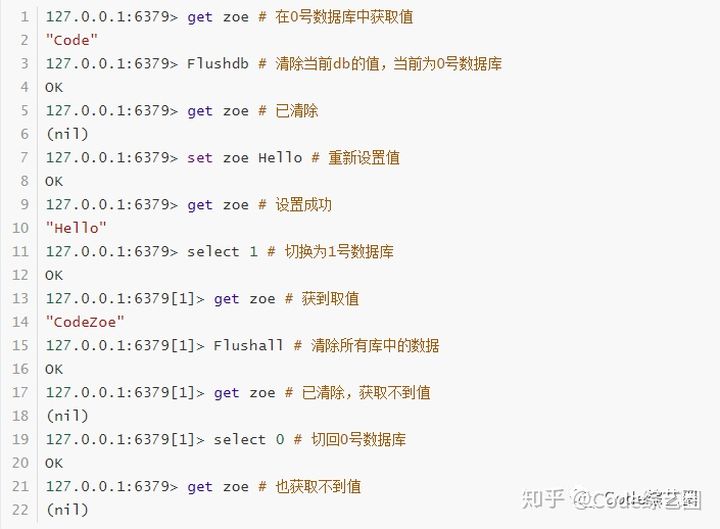 1 127.0.0.1:6379> get zoe # 在0号数据库中获取值
2 "Code"
3 127.0.0.1:6379> Flushdb # 清除当前db的值，当前为0号数据库
4 OK
5 127.0.0.1:6379> get zoe # 已清除
6 (nil)
7 127.0.0.1:6379> set zoe Hello # 重新设置值
8 OK
9 127.0.0.1:6379> get zoe # 设置成功
10 "Hello"
11 127.0.0.1:6379> select 1 # 切换为1号数据库
12 OK
13 127.0.0.1:6379[1]> get zoe # 获到取值
14 "CodeZoe"
15 127.0.0.1:6379[1]> Flushall # 清除所有库中的数据
16 OK
17 127.0.0.1:6379[1]> get zoe # 已清除，获取不到值
18 (nil)
19 127.0.0.1:6379[1]> select 0 # 切回0号数据库
20 OK
21 127.0.0.1:6379> get zoe # 也获取不到值
22 (nil)
知乎 @Code综艺圈